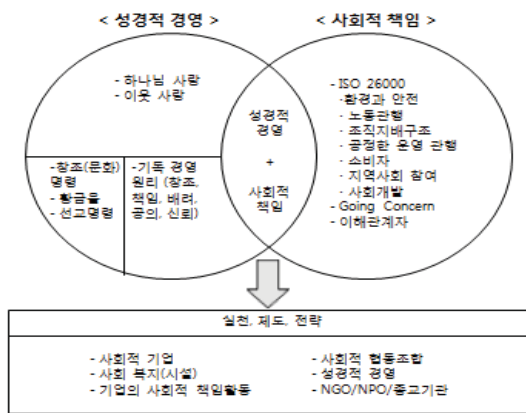 < 성경적 경영 >
< 사회적 책임 >
- 하나님 사랑
- 이웃 사랑
-창조(문화)
명령
- 황금율
- 선교명령
-기독 경영
원리 (창조,
책임, 배려,
공의, 신뢰)
성경적
경영
+
사회적
책임
- ISO 26000
·환경과 안전
·노동관행
·조직지배구조
·공정한 운영 관행
·소비자
·지역사회 참여
·사회개발
- Going Concern
- 이해관계자
실천, 제도, 전략
- 사회적 기업
- 사회 복지(시설)
- 기업의 사회적 책임활동
- 사회적 협동조합
- 성경적 경영
- NGO/NPO/종교기관